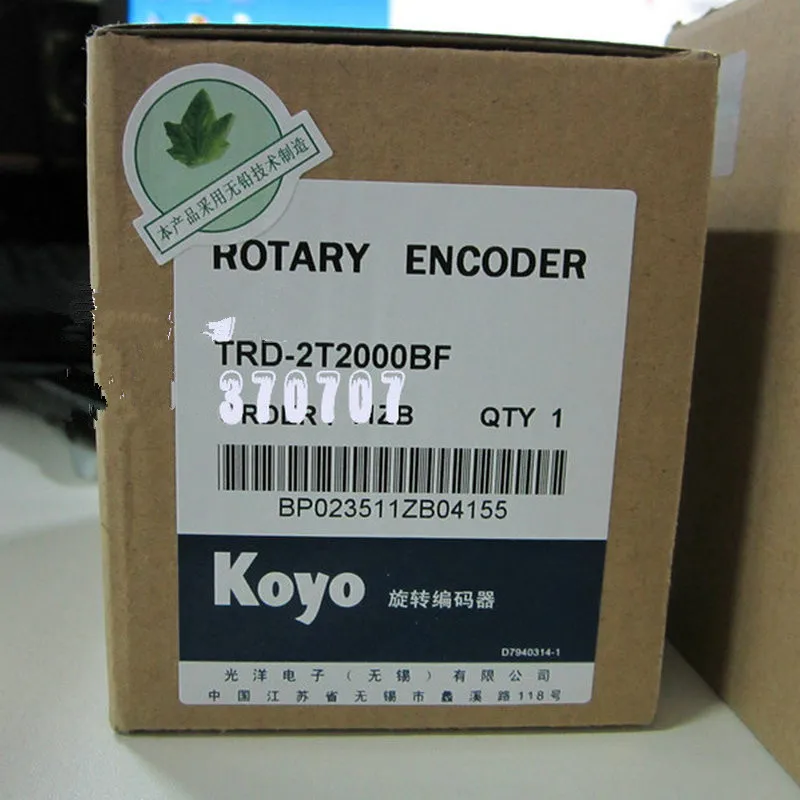 本产品采用无铅技术制造
ROTARY ENCODER
TRD-2T2000BF
370707
QTY 1
BP023511ZB04155
Koyo 旋转编码器
D7940314-1
光洋电子(无锡)有限公司
中国江苏省无锡市蠡溪路118号